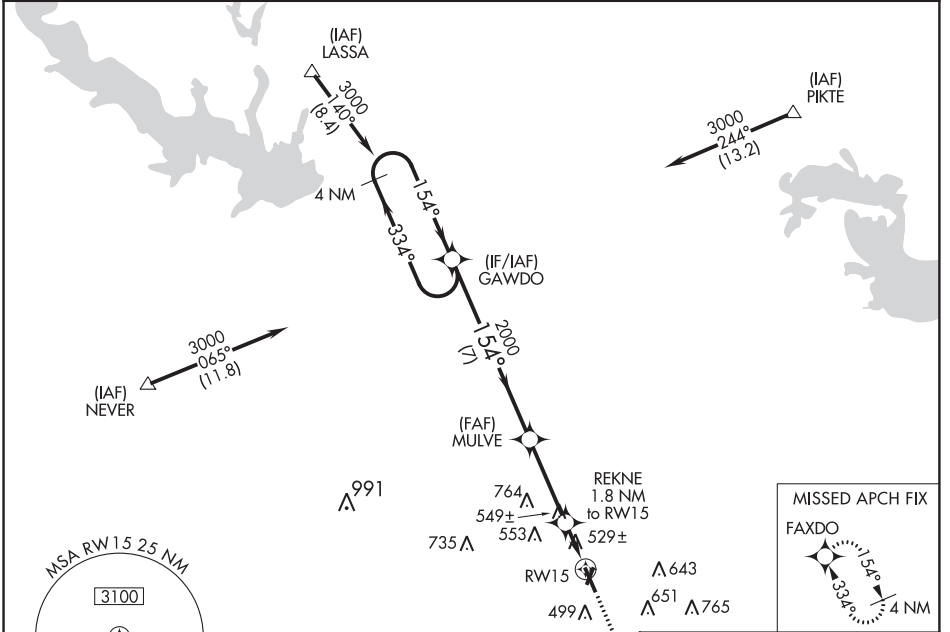 (IAF)
LASSA
3000
140°
(8.4)
(IAF)
PIKTE
3000
244°
(13.2)
4 NM
154°
334°
(IF/IAF)
GAWDO
2000
154°
(7)
3000
065°
(11.8)
(IAF)
NEVER
(FAF)
MULVE
991
764
549±
553
735
REKNE
1.8 NM
to RW15
529±
RW15
643
651
765
499
MSA RW15 25 NM
3100
MISSED APCH FIX
FAXDO
154°
334°
4 NM